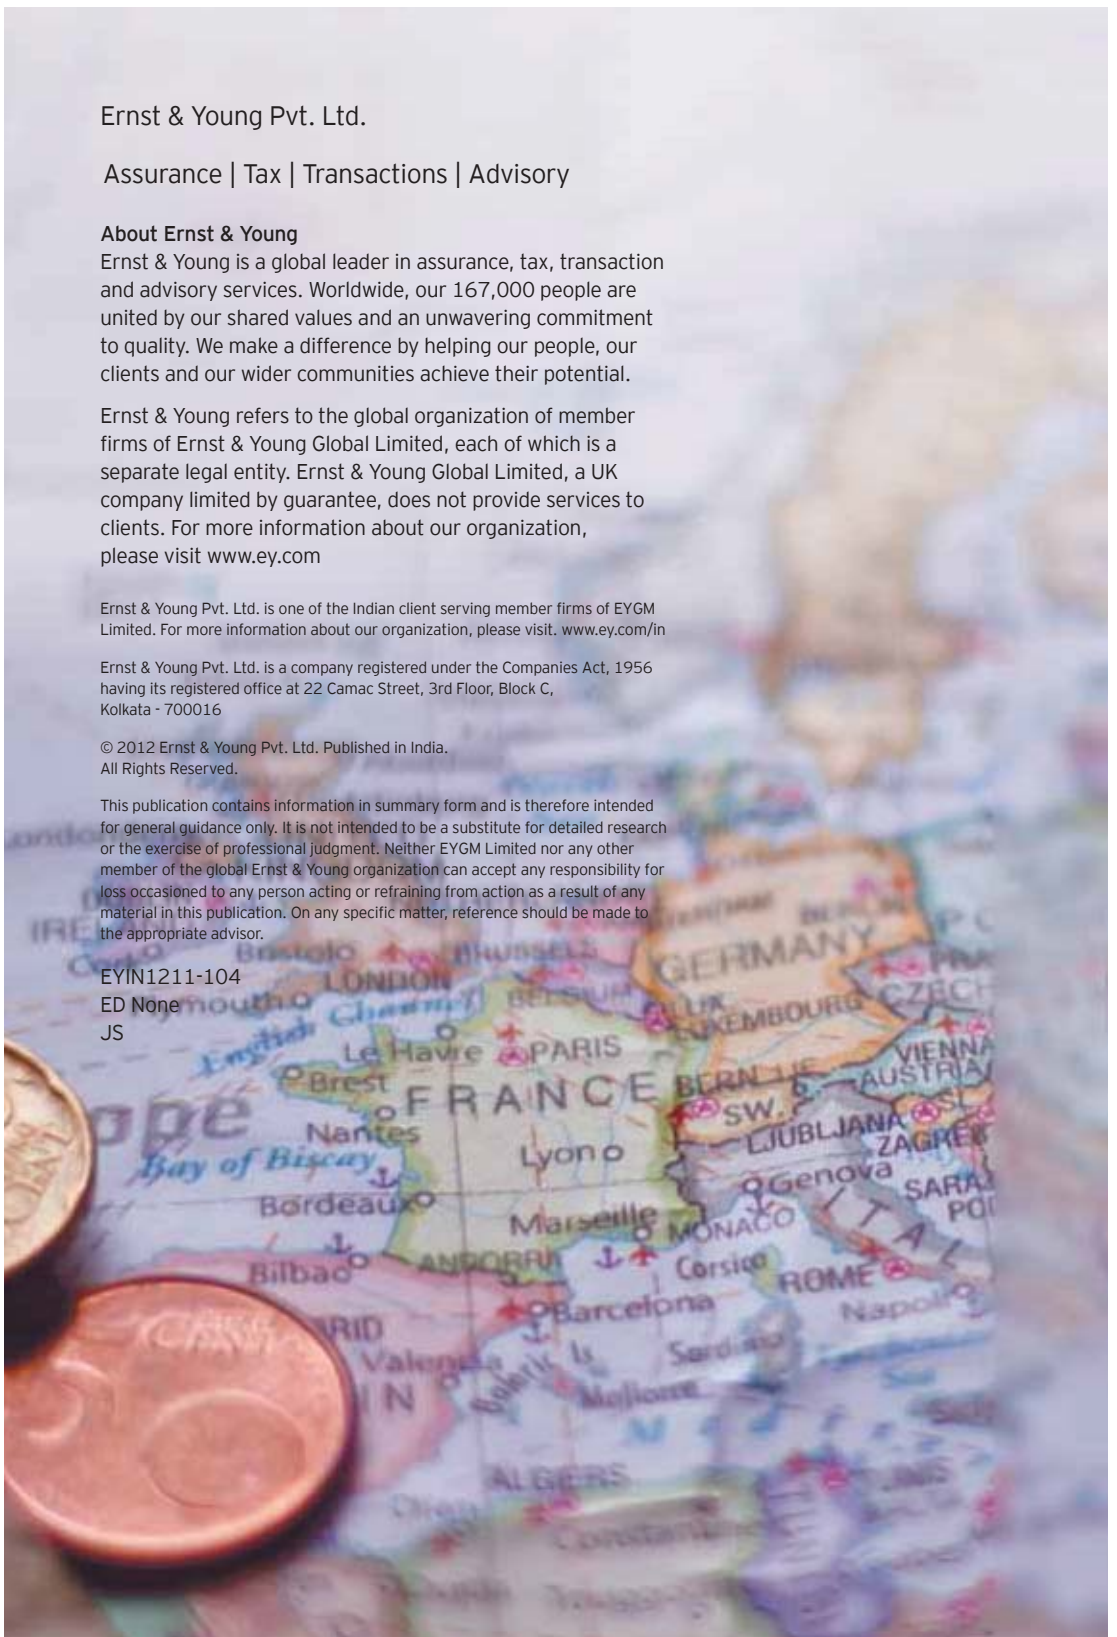 Ernst & Young Pvt. Ltd.
Assurance | Tax | Transactions | Advisory
About Ernst & Young
Ernst & Young is a global leader in assurance, tax, transaction
and advisory services. Worldwide, our 167,000 people are
united by our shared values and an unwavering commitment
to quality. We make a difference by helping our people, our
clients and our wider communities achieve their potential.
Ernst & Young refers to the global organization of member
firms of Ernst & Young Global Limited, each of which is a
separate legal entity. Ernst & Young Global Limited, a UK
company limited by guarantee, does not provide services to
clients. For more information about our organization,
please visit www.ey.com
Ernst & Young Pvt. Ltd. is one of the Indian client serving member firms of EYGM
Limited. For more information about our organization, please visit. www.ey.com/in
Ernst & Young Pvt. Ltd. is a company registered under the Companies Act, 1956
having its registered office at 22 Camac Street, 3rd Floor, Block C,
Kolkata - 700016
© 2012 Ernst & Young Pvt. Ltd. Published in India.
All Rights Reserved.
This publication contains information in summary form and is therefore intended
for general guidance only. It is not intended to be a substitute for detailed research
or the exercise of professional judgment. Neither EYGM Limited nor any other
member of the global Ernst & Young organization can accept any responsibility for
loss occasioned to any person acting or refraining from action as a result of any
material in this publication. On any specific matter, reference should be made to
the appropriate advisor.
EYIN1211-104
ED None
JS
BRUSSELS
LONDON
GERMANY
BELGIUM
LUXEMBOURG
CZECH
English Channel
Le Havre
PARIS
VIENNA
AUSTRIA
Brest
FRANCE
BERN
SW.
LJUBLJANA
ZAGREB
Nantes
Lyon
Bay of Biscay
Genova
Bordeaux
Marseille
MONACO
ITAL
ANDORRA
Corsica
ROME
Bilbao
Barcelona
Napoli
RID
Valencia
IN
ALGIERS